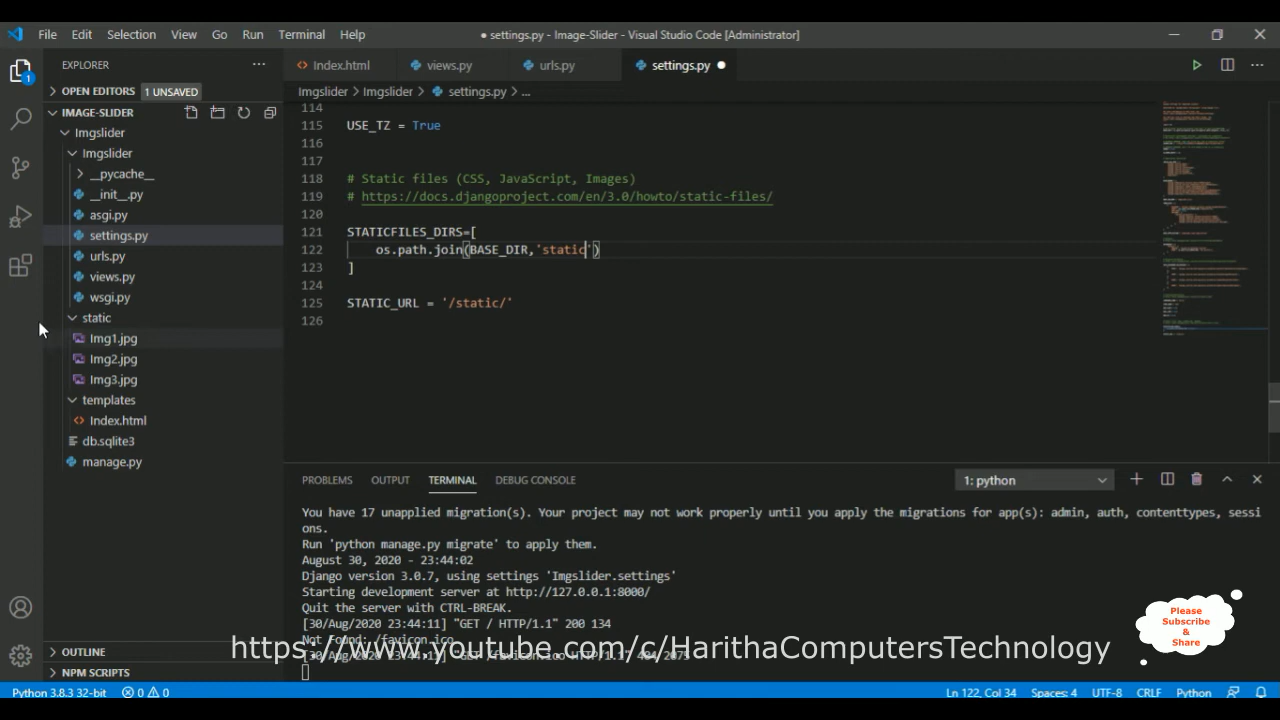 File Edit Selection View Go Run Terminal Help
● settings.py - Image-Slider - Visual Studio Code [Administrator]
EXPLORER
Index.html
views.py
urls.py
settings.py ●
OPEN EDITORS 1 UNSAVED
Imgslider > Imgslider > settings.py > ...
IMAGE-SLIDER
Imgslider
Imgslider
__pycache__
__init__.py
asgi.py
settings.py
urls.py
views.py
wsgi.py
static
Img1.jpg
Img2.jpg
Img3.jpg
templates
Index.html
db.sqlite3
manage.py
OUTLINE
NPM SCRIPTS
1
114
115 USE_TZ = True
116
117
118 # Static files (CSS, JavaScript, Images)
119 # https://docs.djangoproject.com/en/3.0/howto/static-files/
120
121 STATICFILES_DIRS=[
122 os.path.join(BASE_DIR,'static')
123 ]
124
125 STATIC_URL = '/static/'
126
PROBLEMS OUTPUT TERMINAL DEBUG CONSOLE
1: python
You have 17 unapplied migration(s). Your project may not work properly until you apply the migrations for app(s): admin, auth, contenttypes, sessi
ons.
Run 'python manage.py migrate' to apply them.
August 30, 2020 - 23:44:02
Django version 3.0.7, using settings 'Imgslider.settings'
Starting development server at http://127.0.0.1:8000/
Quit the server with CTRL-BREAK.
[30/Aug/2020 23:44:11] "GET / HTTP/1.1" 200 134
Not Found: /favicon.ico
https://www.youtube.com/c/HarithaComputersTechnology
Please
Subscribe
&
Share
Python 3.8.3 32-bit
0 0
Ln 122, Col 34 Spaces: 4 UTF-8 CRLF Python